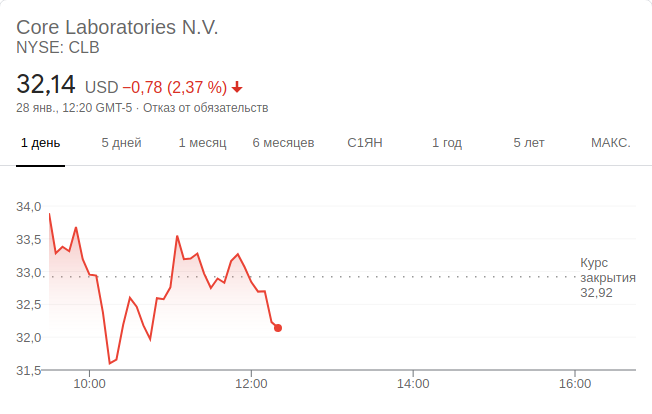 Core Laboratories N.V.
NYSE: CLB
32,14 USD −0,78 (2,37 %)
28 янв., 12:20 GMT-5 · Отказ от обязательств
1 день 5 дней 1 месяц 6 месяцев С1ЯН 1 год 5 лет МАКС.
34,0
33,5
33,0
32,5
32,0
31,5
Курс
закрытия
32,92
10:00 12:00 14:00 16:00